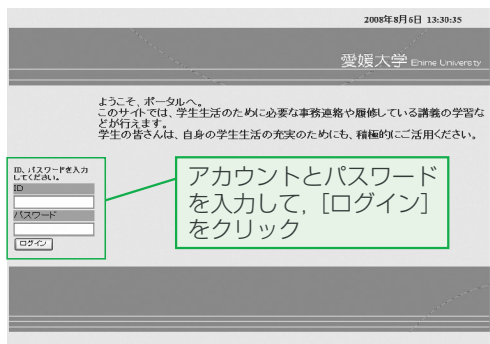 2008年8月6日 13:30:35
愛媛大学 Ehime University
ようこそ、ポータルへ。
このサイトでは、学生生活のために必要な事務連絡や履修している講義の学習な
どが行えます。
学生の皆さんは、自身の学生生活の充実のためにも、積極的にご活用ください。
ID、パスワードを入力
してください。
ID
パスワード
ログイン
アカウントとパスワード
を入力して,［ログイン］
をクリック